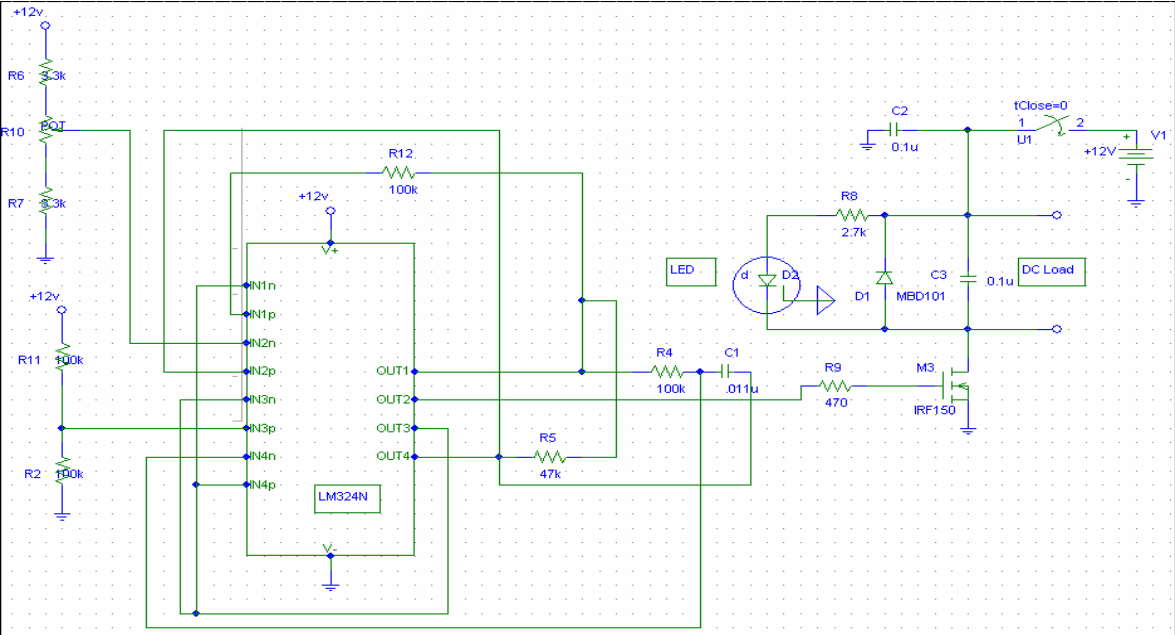 +12v
R6 3.3k
R10 POT
R7 3.3k
+12v
R11 100k
R2 100k
R12
100k
+12v
V+
IN1n
IN1p
IN2n
IN2p
IN3n
IN3p
IN4n
IN4p
OUT1
OUT2
OUT3
OUT4
LM324N
V-
R4
100k
C1
.011u
R5
47k
R9
470
M3
IRF150
LED
d D2
R8
2.7k
D1 MBD101
C3 0.1u
DC Load
C2
0.1u
tClose=0
1 2
U1
+
V1
+12V
-